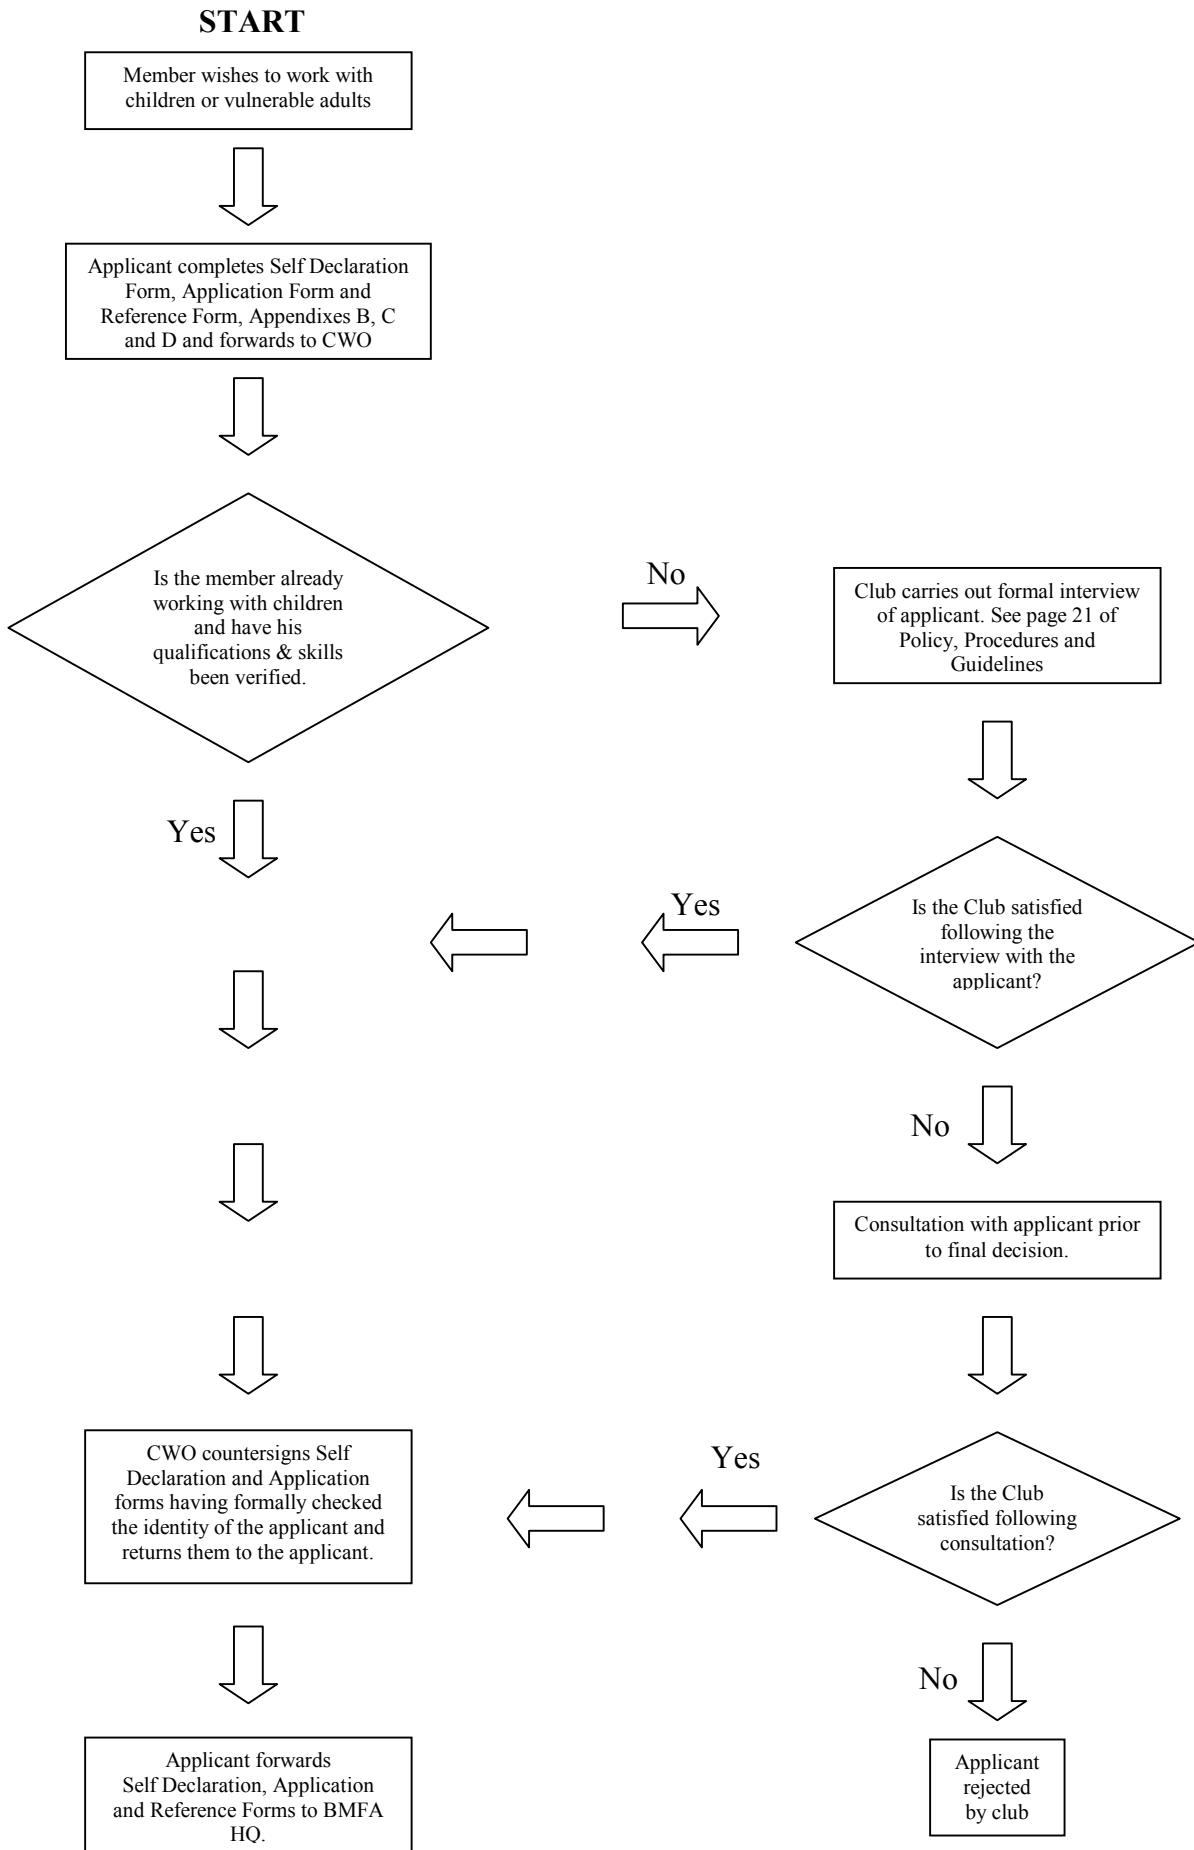 START
Member wishes to work with
children or vulnerable adults
Applicant completes Self Declaration
Form, Application Form and
Reference Form, Appendixes B, C
and D and forwards to CWO
Is the member already
working with children
and have his
qualifications & skills
been verified.
No
Club carries out formal interview
of applicant. See page 21 of
Policy, Procedures and
Guidelines
Yes
Yes
Is the Club satisfied
following the
interview with the
applicant?
No
Consultation with applicant prior
to final decision.
CWO countersigns Self
Declaration and Application
forms having formally checked
the identity of the applicant and
returns them to the applicant.
Yes
Is the Club
satisfied following
consultation?
No
Applicant forwards
Self Declaration, Application
and Reference Forms to BMFA
HQ.
Applicant
rejected
by club